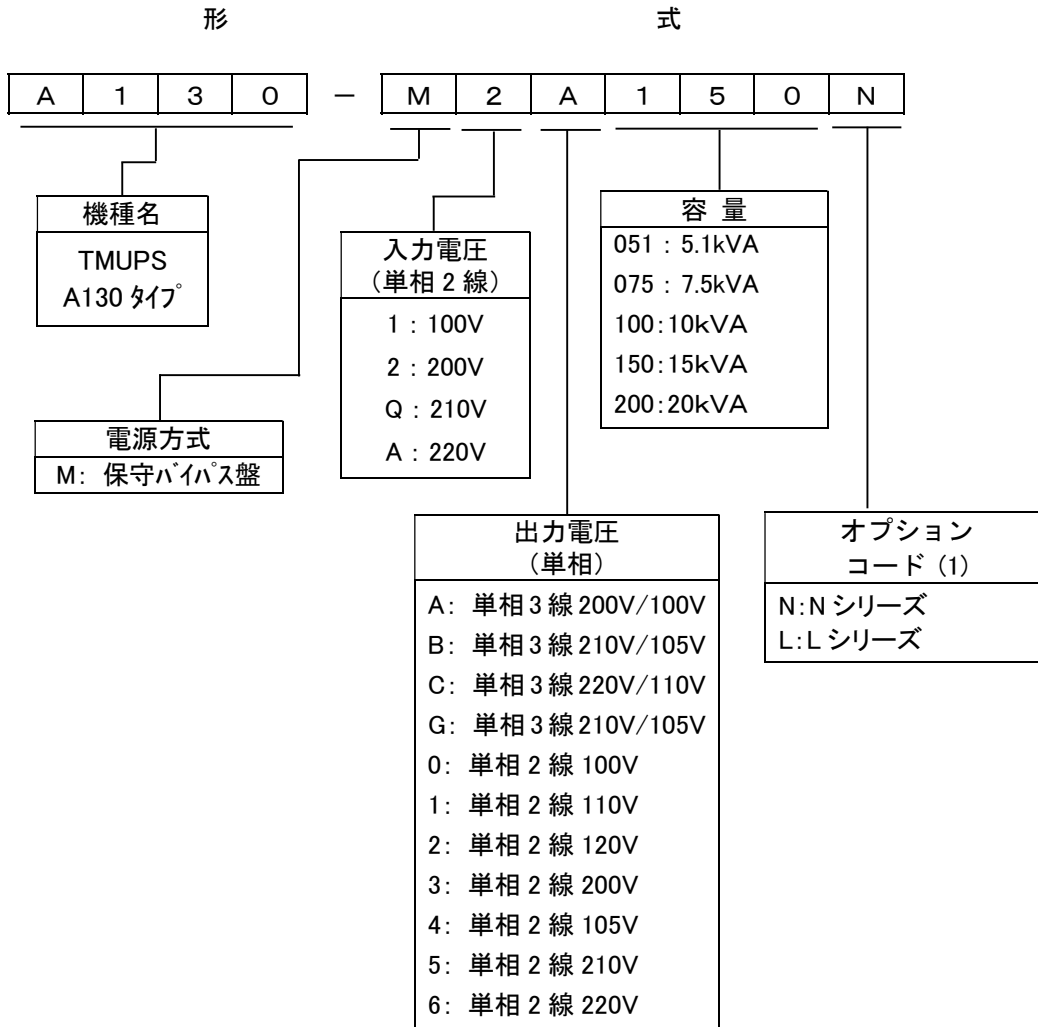 形 式
A 1 3 0 － M 2 A 1 5 0 N
機種名
TMUPS
A130 ﾀｲﾌﾟ
電源方式
M: 保守ﾊﾞｲﾊﾟｽ盤
入力電圧
(単相 2 線)
1 : 100V
2 : 200V
Q : 210V
A : 220V
容 量
051 : 5.1kVA
075 : 7.5kVA
100:10kVA
150:15kVA
200:20kVA
出力電圧
(単相)
A: 単相 3 線 200V/100V
B: 単相 3 線 210V/105V
C: 単相 3 線 220V/110V
G: 単相 3 線 210V/105V
0: 単相 2 線 100V
1: 単相 2 線 110V
2: 単相 2 線 120V
3: 単相 2 線 200V
4: 単相 2 線 105V
5: 単相 2 線 210V
6: 単相 2 線 220V
オプション
コード (1)
N:N シリーズ
L:L シリーズ